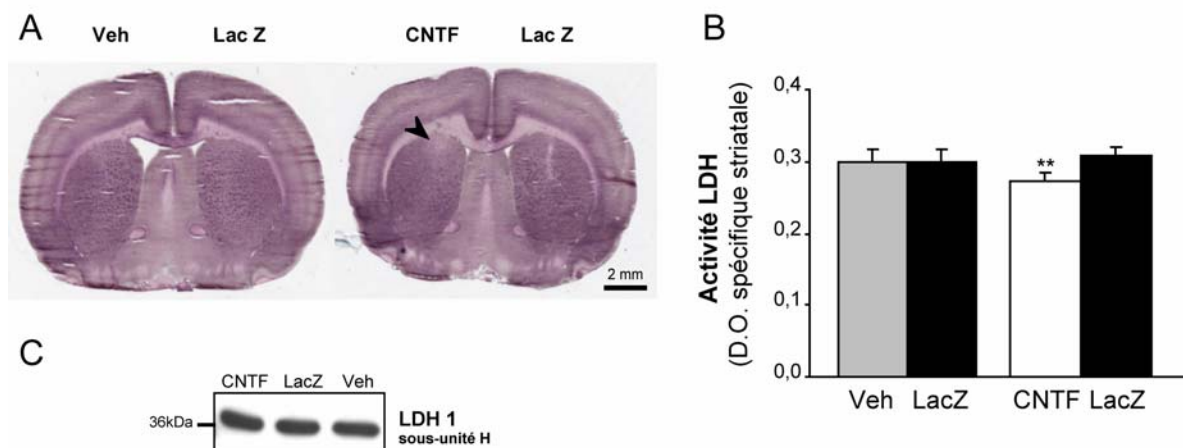 A
Veh Lac Z CNTF Lac Z
2 mm
B
Activité LDH
(D.O. spécifique striatale)
0,4
0,3
0,2
0,1
0,0
**
Veh LacZ CNTF LacZ
C
CNTF LacZ Veh
36kDa
LDH 1
sous-unité H